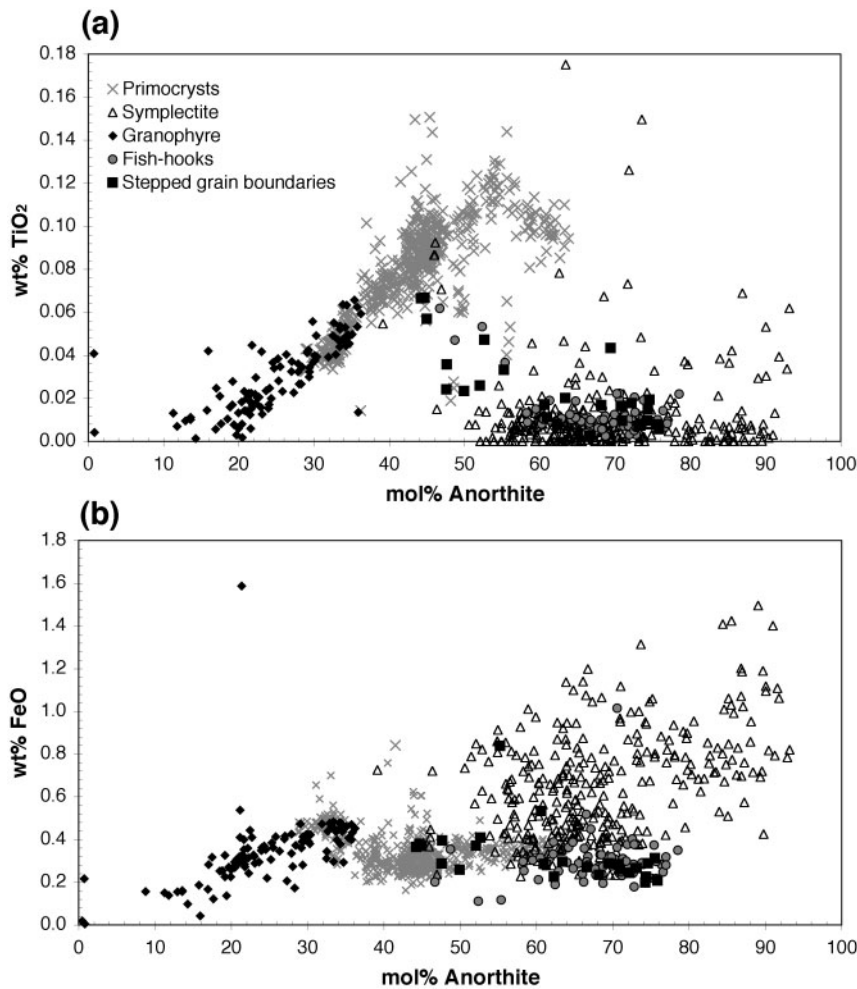 (a)
0.18
0.16
0.14
0.12
0.10
0.08
0.06
0.04
0.02
0.00
wt% TiO₂
Primocrysts
Symplectite
Granophyre
Fish-hooks
Stepped grain boundaries
0 10 20 30 40 50 60 70 80 90 100
mol% Anorthite
(b)
1.8
1.6
1.4
1.2
1.0
0.8
0.6
0.4
0.2
0.0
wt% FeO
0 10 20 30 40 50 60 70 80 90 100
mol% Anorthite